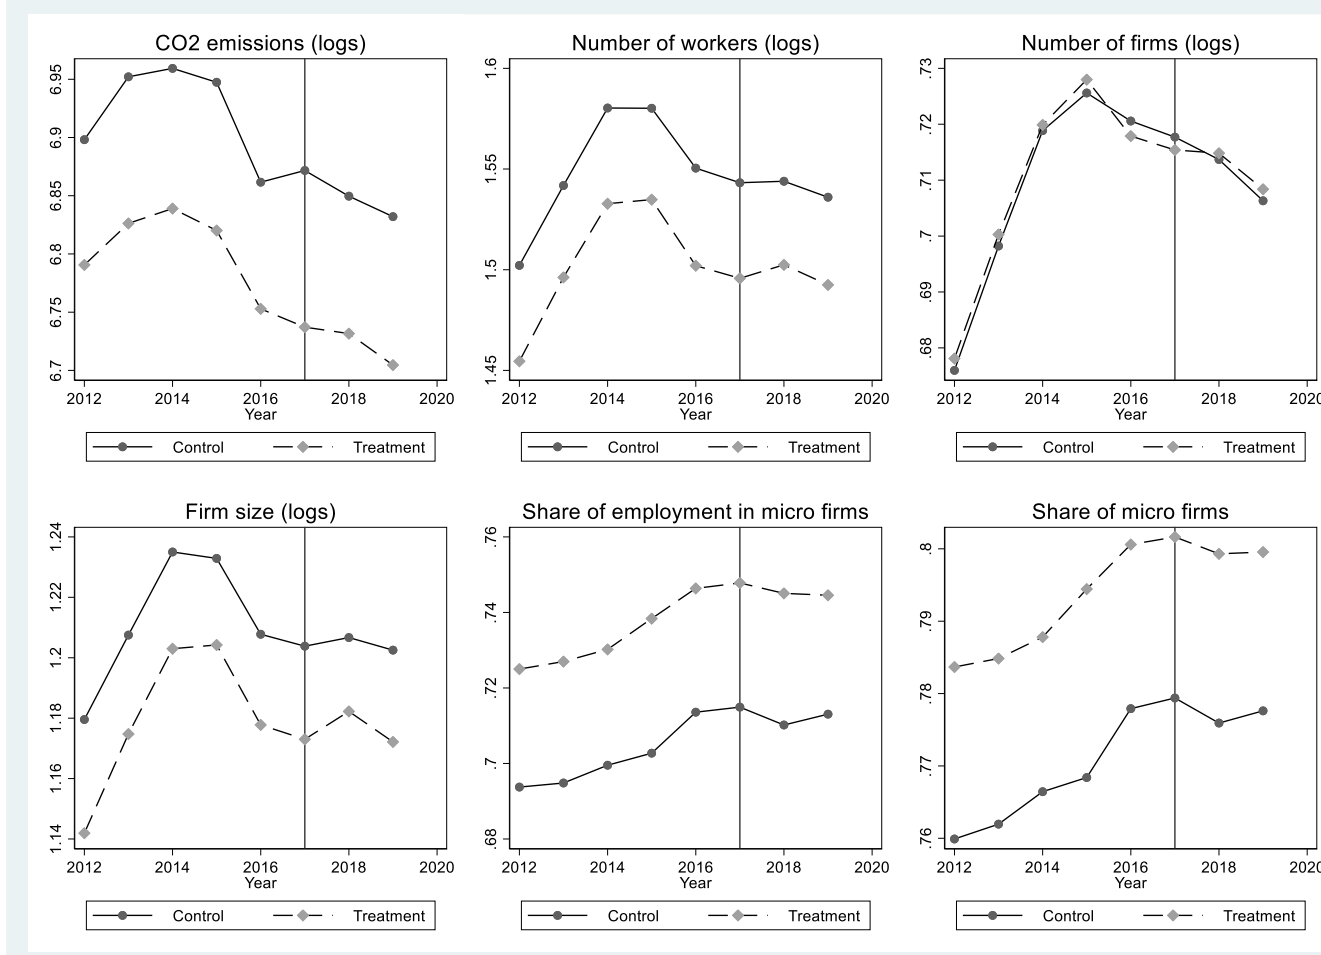 CO2 emissions (logs)
6.95
6.9
6.85
6.8
6.75
6.7
2012 2014 2016 2018 2020
Year
Control Treatment
Number of workers (logs)
1.6
1.55
1.5
1.45
2012 2014 2016 2018 2020
Year
Control Treatment
Number of firms (logs)
.73
.72
.71
.7
.69
.68
2012 2014 2016 2018 2020
Year
Control Treatment
Firm size (logs)
1.24
1.22
1.2
1.18
1.16
1.14
2012 2014 2016 2018 2020
Year
Control Treatment
Share of employment in micro firms
.76
.74
.72
.7
.68
2012 2014 2016 2018 2020
Year
Control Treatment
Share of micro firms
.8
.79
.78
.77
.76
2012 2014 2016 2018 2020
Year
Control Treatment